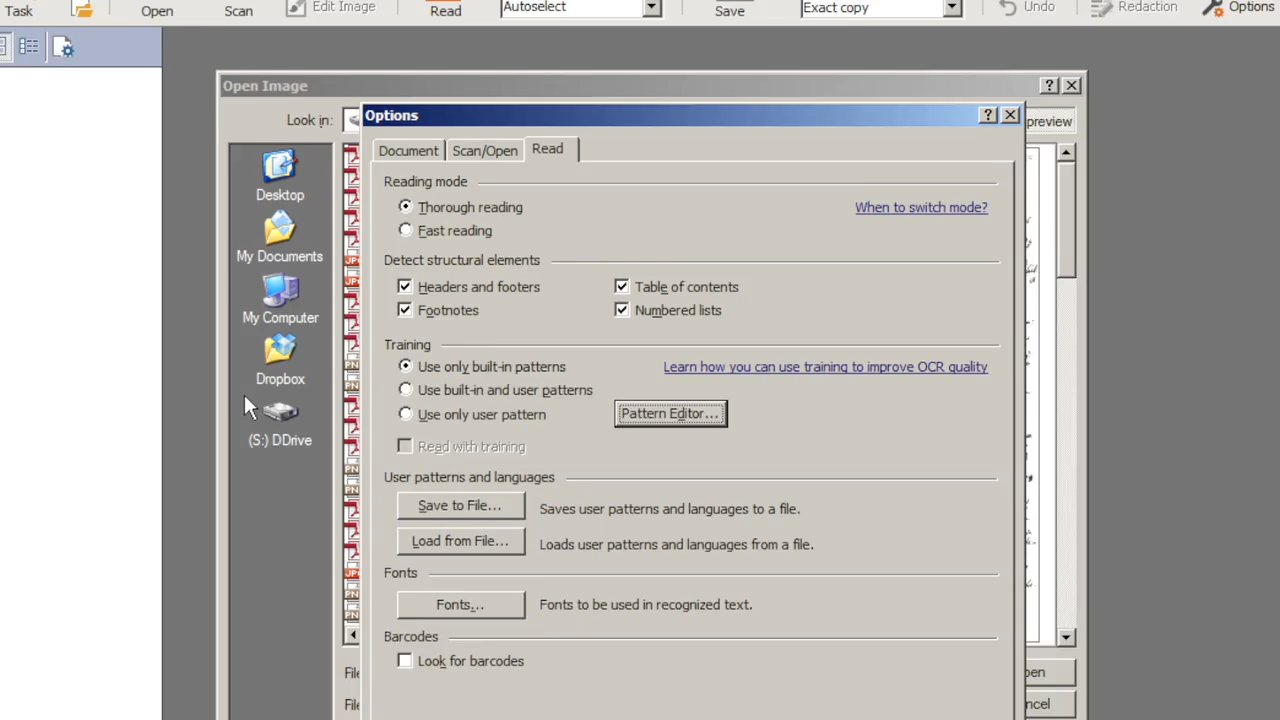 Task Open Scan Edit Image Read Autoselect Save Exact copy Undo Redaction Options
Open Image
Look in:
preview
Options
Document Scan/Open Read
Desktop
My Documents
My Computer
Dropbox
(S:) DDrive
Reading mode
Thorough reading When to switch mode?
Fast reading
Detect structural elements
Headers and footers Table of contents
Footnotes Numbered lists
Training
Use only built-in patterns Learn how you can use training to improve OCR quality
Use built-in and user patterns
Use only user pattern Pattern Editor...
Read with training
User patterns and languages
Save to File... Saves user patterns and languages to a file.
Load from File... Loads user patterns and languages from a file.
Fonts
Fonts... Fonts to be used in recognized text.
Barcodes
Look for barcodes